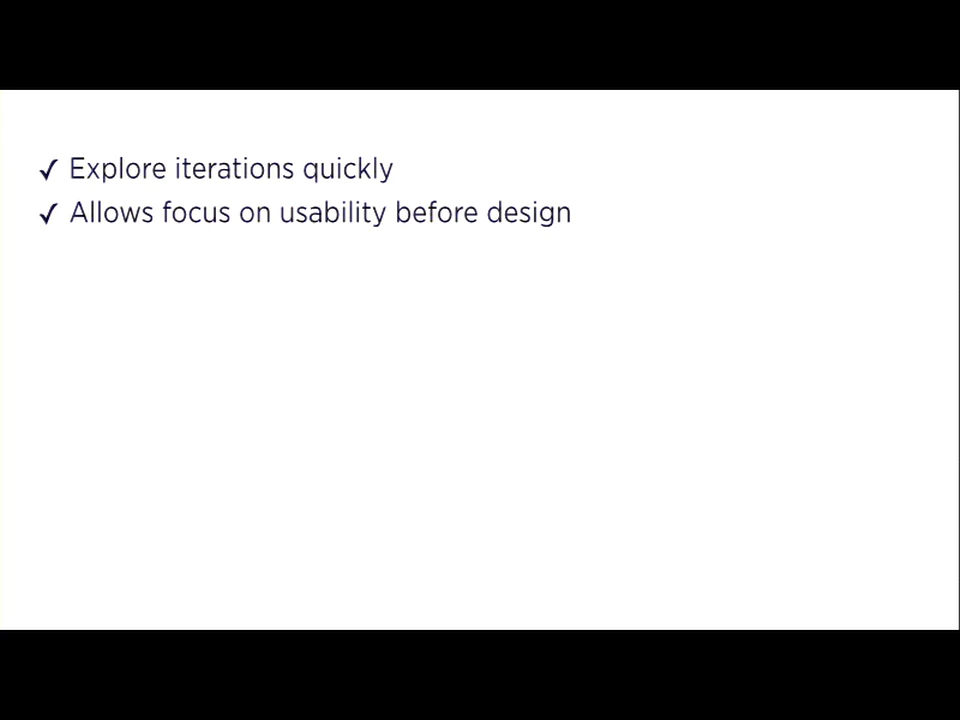 ✓ Explore iterations quickly
✓ Allows focus on usability before design